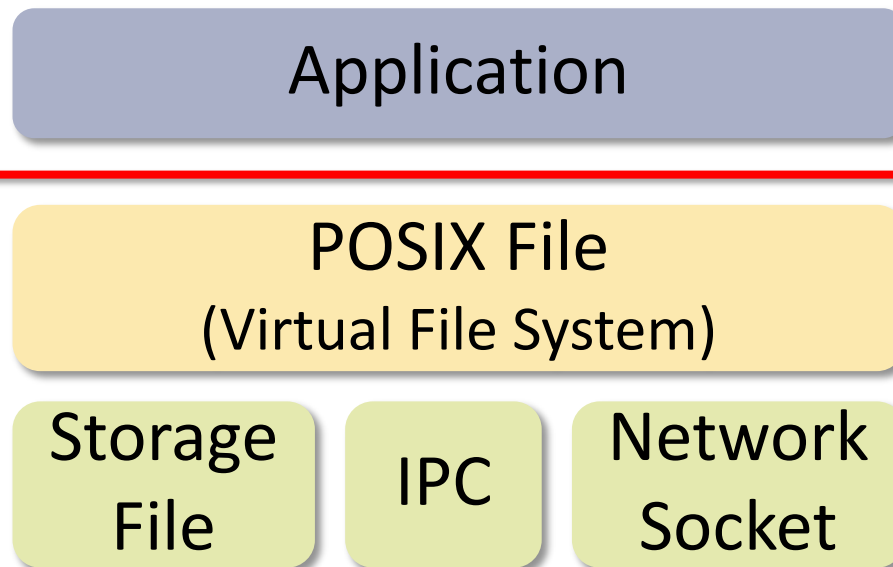 Application
POSIX File
(Virtual File System)
Storage
File
IPC
Network
Socket